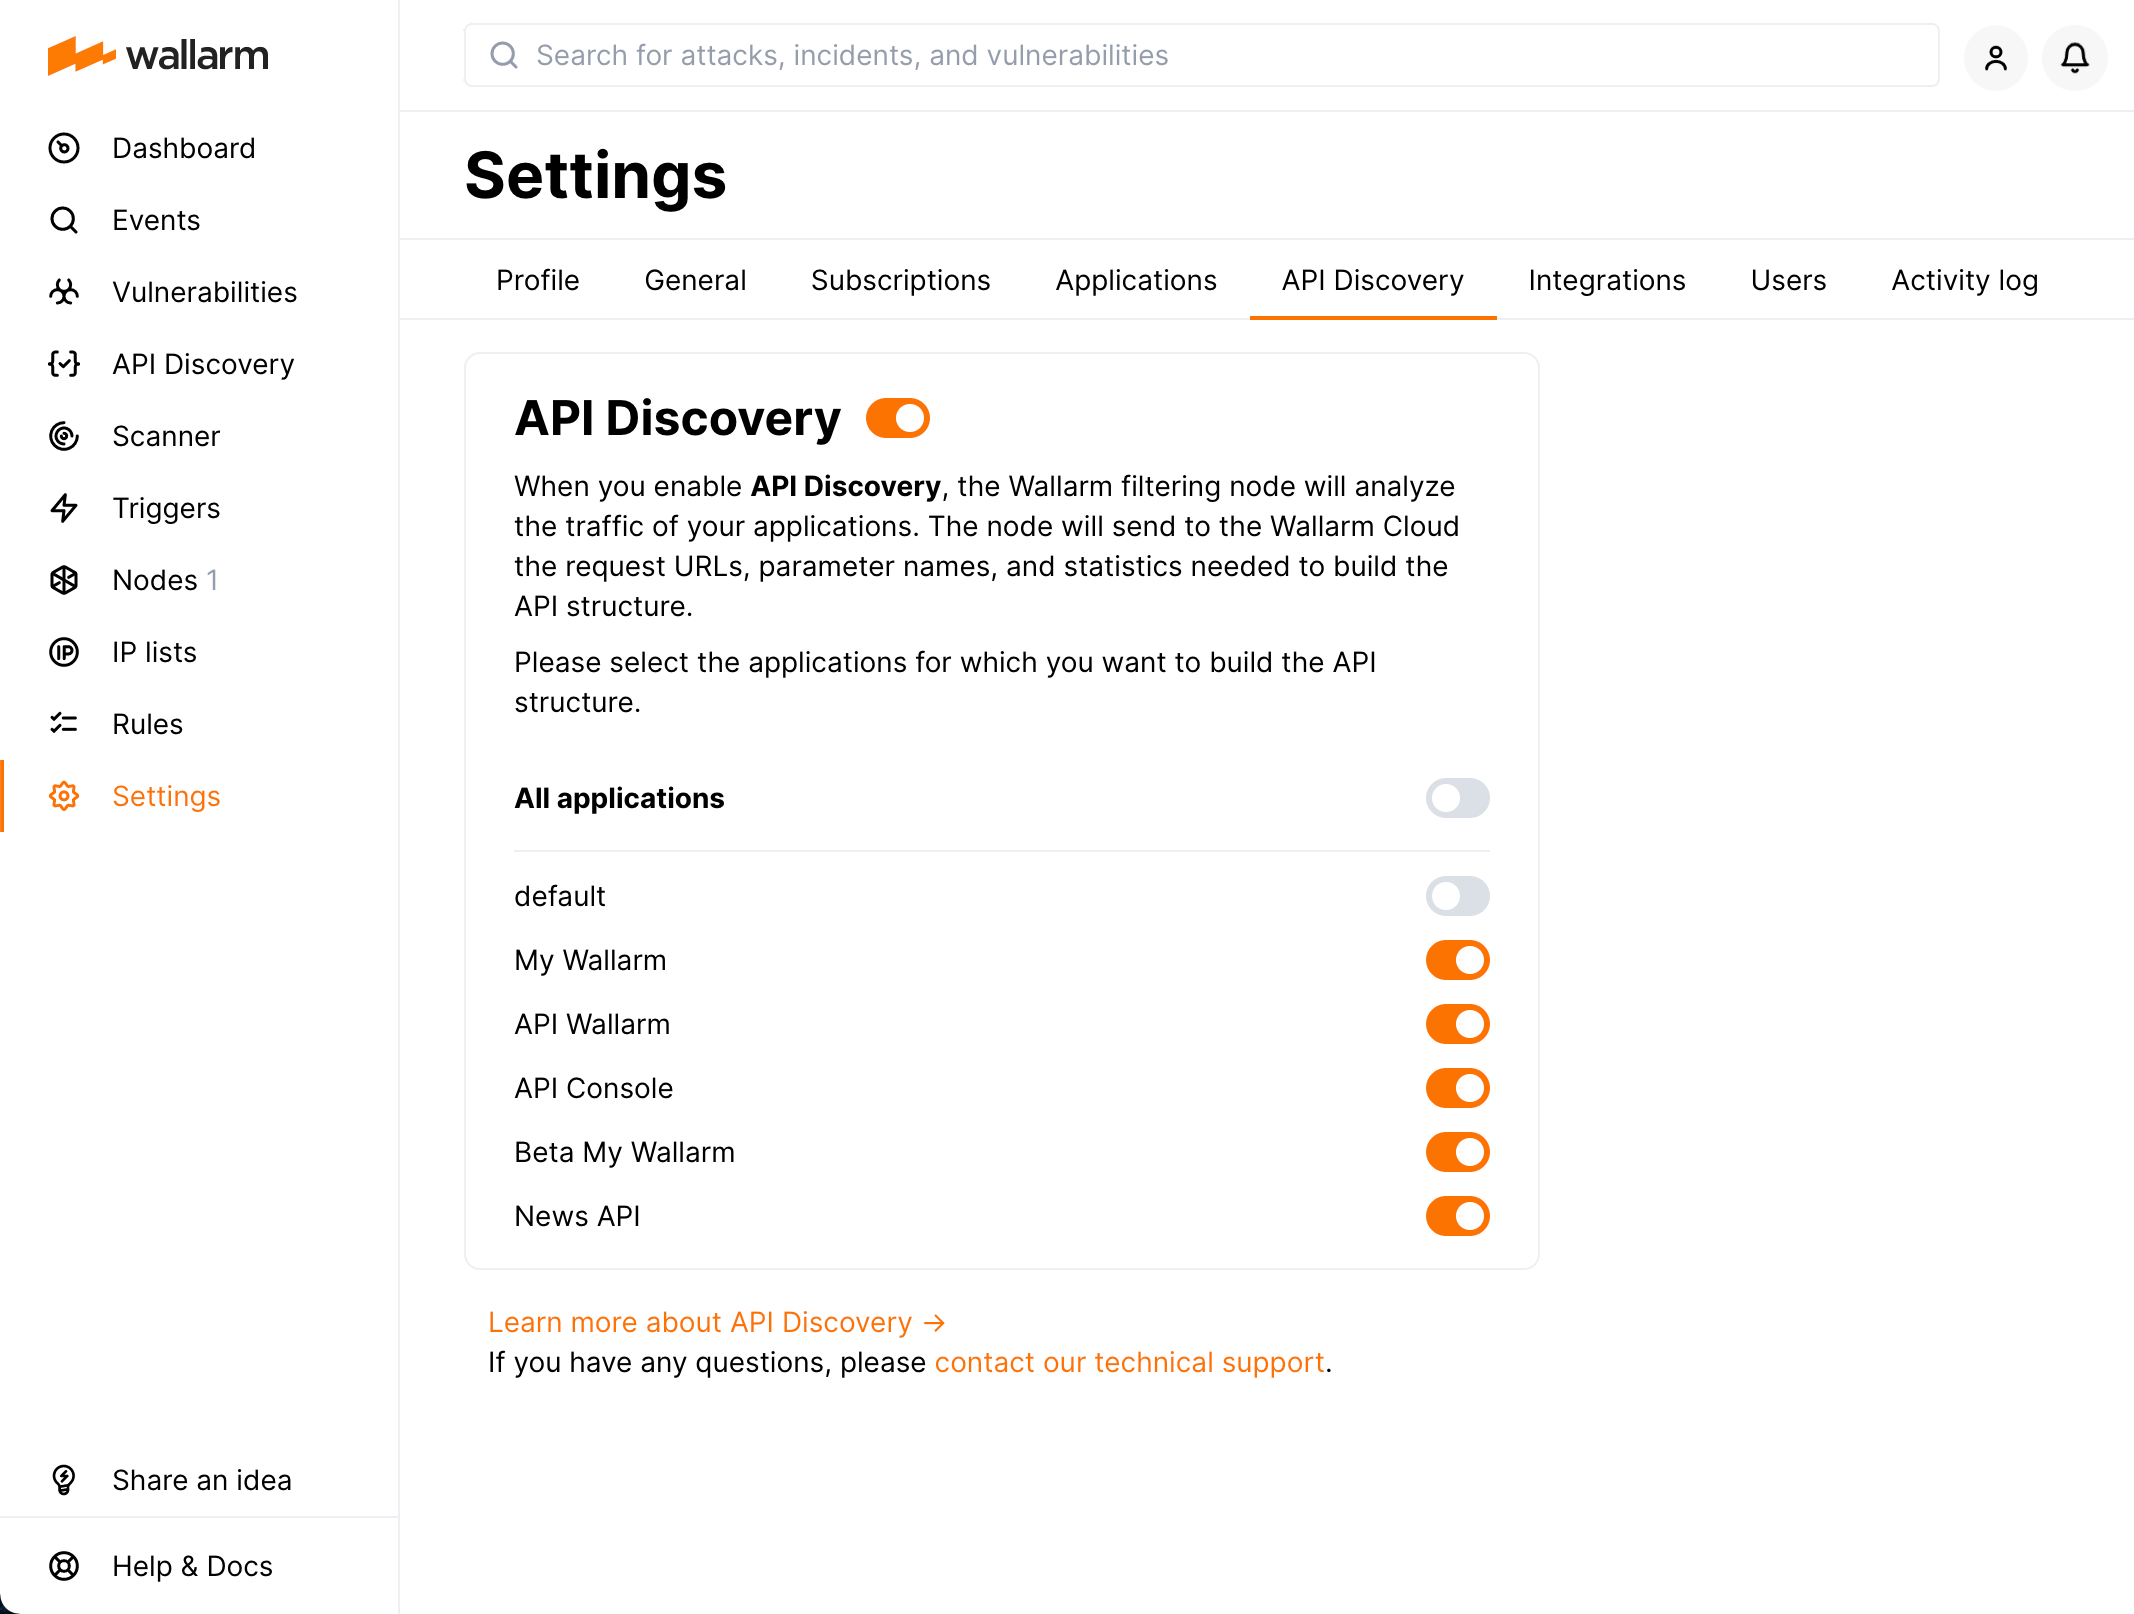 wallarm
Search for attacks, incidents, and vulnerabilities
Dashboard
Events
Vulnerabilities
API Discovery
Scanner
Triggers
Nodes 1
IP lists
Rules
Settings
Share an idea
Help & Docs
Settings
Profile
General
Subscriptions
Applications
API Discovery
Integrations
Users
Activity log
API Discovery
When you enable API Discovery, the Wallarm filtering node will analyze
the traffic of your applications. The node will send to the Wallarm Cloud
the request URLs, parameter names, and statistics needed to build the
API structure.
Please select the applications for which you want to build the API
structure.
All applications
default
My Wallarm
API Wallarm
API Console
Beta My Wallarm
News API
Learn more about API Discovery →
If you have any questions, please contact our technical support.